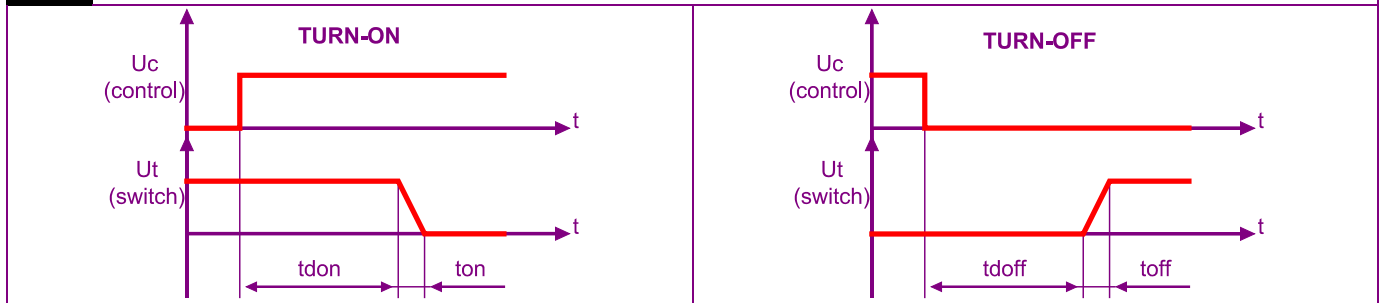 TURN-ON
Uc
(control)
t
Ut
(switch)
t
tdon
ton
TURN-OFF
Uc
(control)
t
Ut
(switch)
t
tdoff
toff